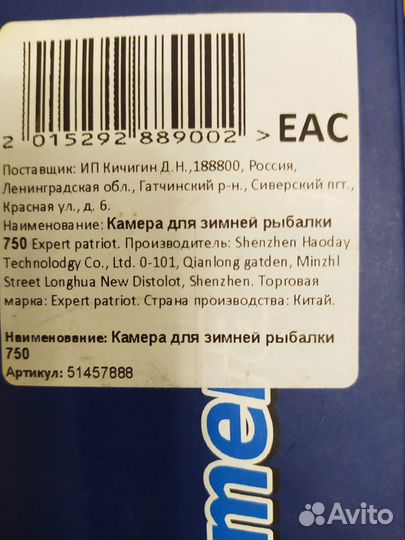 2 015292 889002 > EAC
Поставщик: ИП Кичигин Д.Н.,188800, Россия,
Ленинградская обл., Гатчинский р-н., Сиверский пгт.,
Красная ул., д. 6.
Наименование: Камера для зимней рыбалки
750 Expert patriot. Производитель: Shenzhen Haoday
Technolodgy Co., Ltd. 0-101, Qianlong gatden, Minzhl
Street Longhua New Distolot, Shenzhen. Торговая
марка: Expert patriot. Страна производства: Китай.
Наименование: Камера для зимней рыбалки
750
Артикул: 51457888
Avito